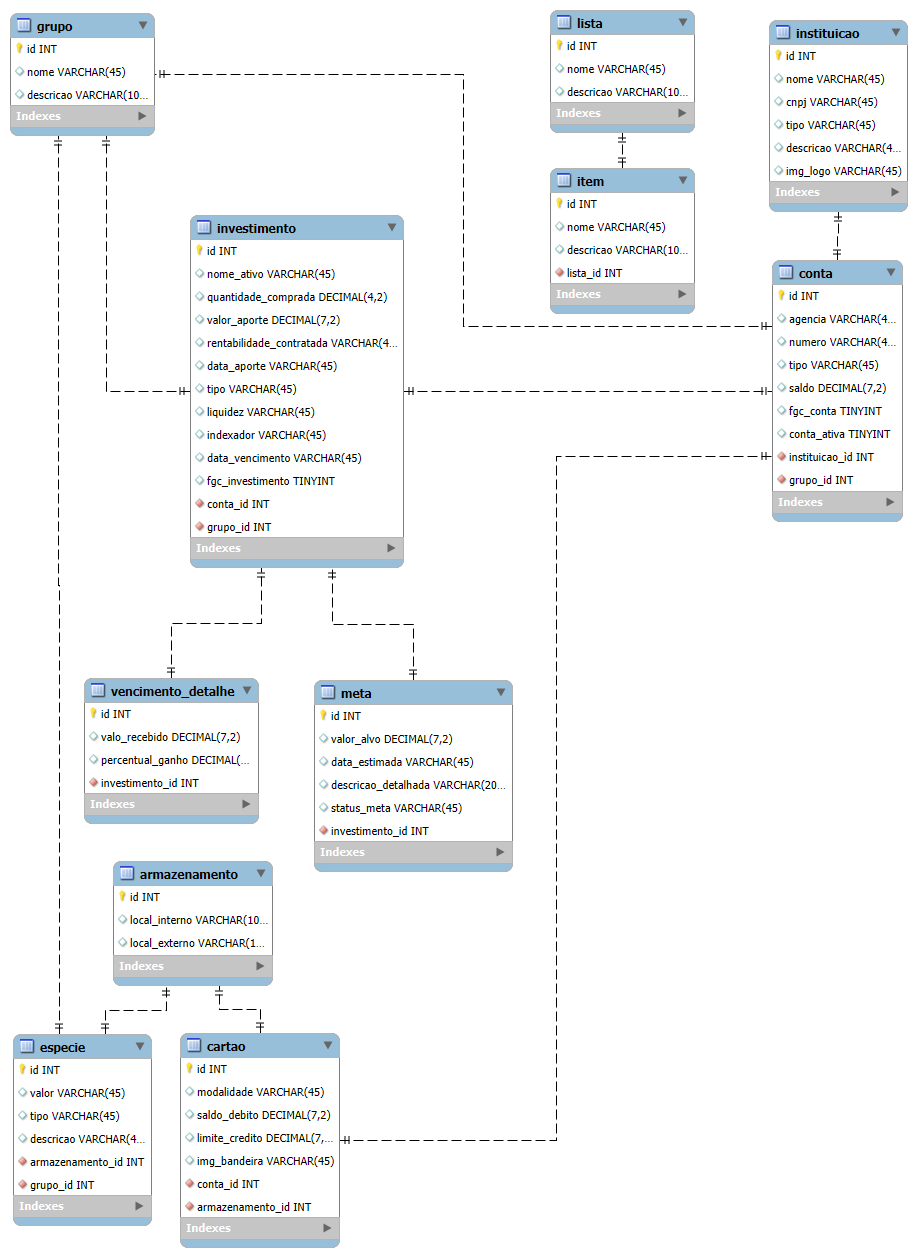 grupo
id INT
nome VARCHAR(45)
descricao VARCHAR(10...
Indexes
lista
id INT
nome VARCHAR(45)
descricao VARCHAR(10...
Indexes
instituicao
id INT
nome VARCHAR(45)
cnpj VARCHAR(45)
tipo VARCHAR(45)
descricao VARCHAR(4...
img_logo VARCHAR(45)
Indexes
item
id INT
nome VARCHAR(45)
descricao VARCHAR(10...
lista_id INT
Indexes
investimento
id INT
nome_ativo VARCHAR(45)
quantidade_comprada DECIMAL(4,2)
valor_aporte DECIMAL(7,2)
rentabilidade_contratada VARCHAR(4...
data_aporte VARCHAR(45)
tipo VARCHAR(45)
liquidez VARCHAR(45)
indexador VARCHAR(45)
data_vencimento VARCHAR(45)
fgc_investimento TINYINT
conta_id INT
grupo_id INT
Indexes
conta
id INT
agencia VARCHAR(4...
numero VARCHAR(4...
tipo VARCHAR(45)
saldo DECIMAL(7,2)
fgc_conta TINYINT
conta_ativa TINYINT
instituicao_id INT
grupo_id INT
Indexes
vencimento_detalhe
id INT
valo_recebido DECIMAL(7,2)
percentual_ganho DECIMAL(...
investimento_id INT
Indexes
meta
id INT
valor_alvo DECIMAL(7,2)
data_estimada VARCHAR(45)
descricao_detalhada VARCHAR(20...
status_meta VARCHAR(45)
investimento_id INT
Indexes
armazenamento
id INT
local_interno VARCHAR(10...
local_externo VARCHAR(1...
Indexes
especie
id INT
valor VARCHAR(45)
tipo VARCHAR(45)
descricao VARCHAR(4...
armazenamento_id INT
grupo_id INT
Indexes
cartao
id INT
modalidade VARCHAR(45)
saldo_debito DECIMAL(7,2)
limite_credito DECIMAL(7,...
img_bandeira VARCHAR(45)
conta_id INT
armazenamento_id INT
Indexes